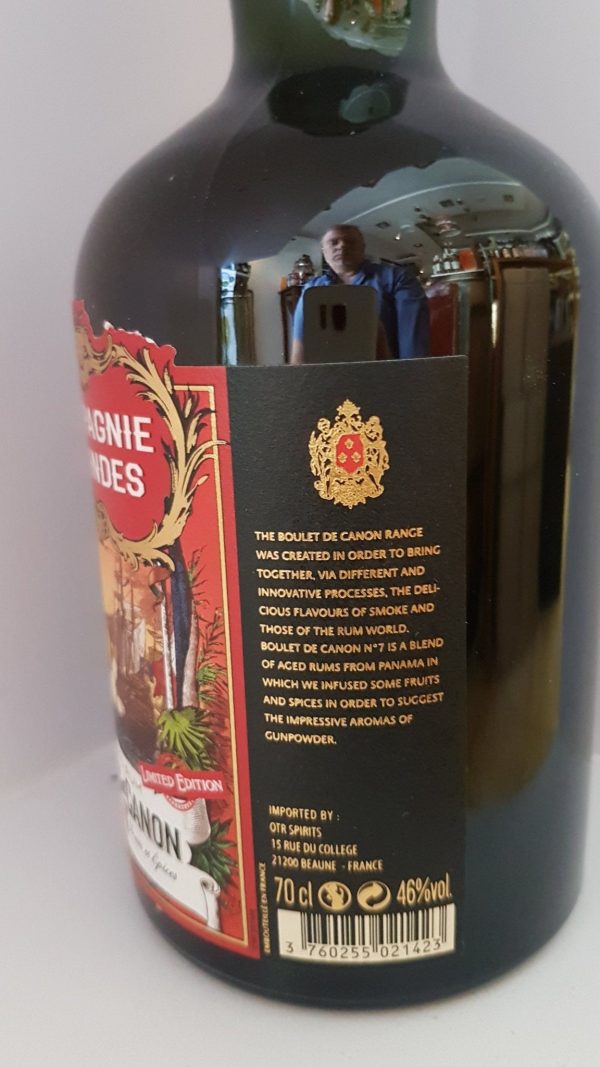 AGNIE
NDES
LIMITED EDITION
CANON
THE BOULET DE CANON RANGE
WAS CREATED IN ORDER TO BRING
TOGETHER, VIA DIFFERENT AND
INNOVATIVE PROCESSES, THE DELI-
CIOUS FLAVOURS OF SMOKE AND
THOSE OF THE RUM WORLD.
BOULET DE CANON N°7 IS A BLEND
OF AGED RUMS FROM PANAMA IN
WHICH WE INFUSED SOME FRUITS
AND SPICES IN ORDER TO SUGGEST
THE IMPRESSIVE AROMAS OF
GUNPOWDER.
IMPORTED BY :
OTR SPIRITS
15 RUE DU COLLEGE
21200 BEAUNE - FRANCE
70 cl 46%vol.
EMBOUTEILLÉ EN FRANCE
3 760255 021423